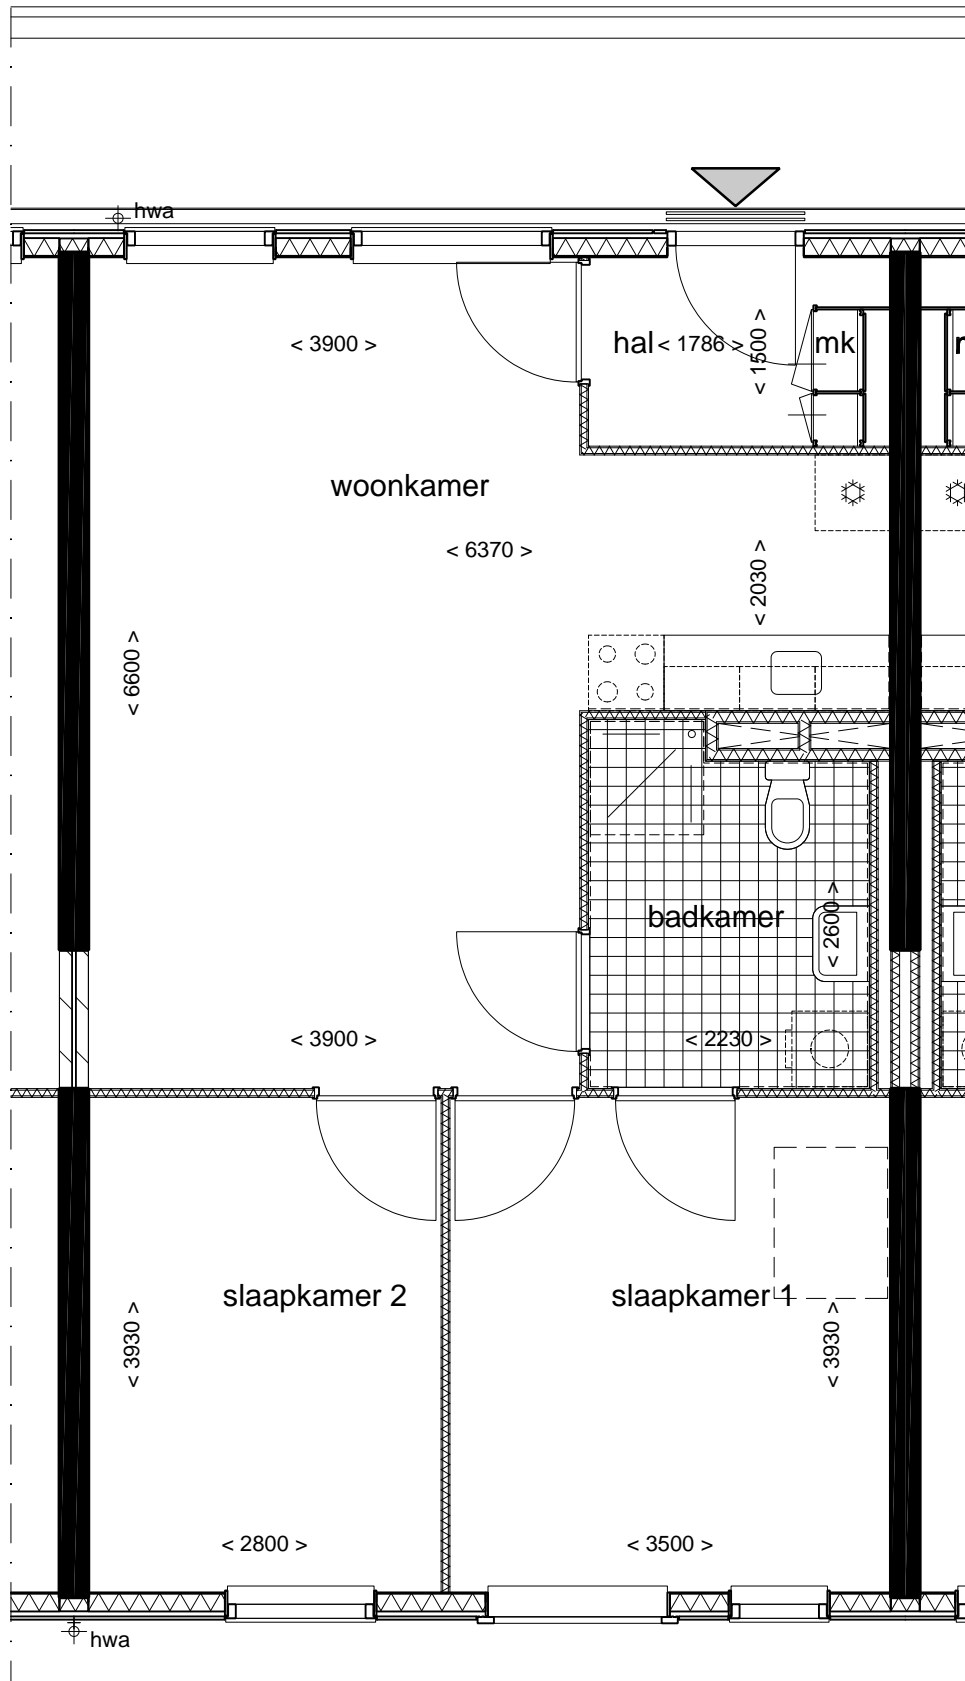 hwa
< 3900 >
hal
< 1786 >
< 1500 >
mk
woonkamer
< 6370 >
< 2030 >
< 6600 >
badkamer
< 2600 >
< 3900 >
< 2230 >
slaapkamer 2
slaapkamer 1
< 3930 >
< 3930 >
< 2800 >
< 3500 >
hwa